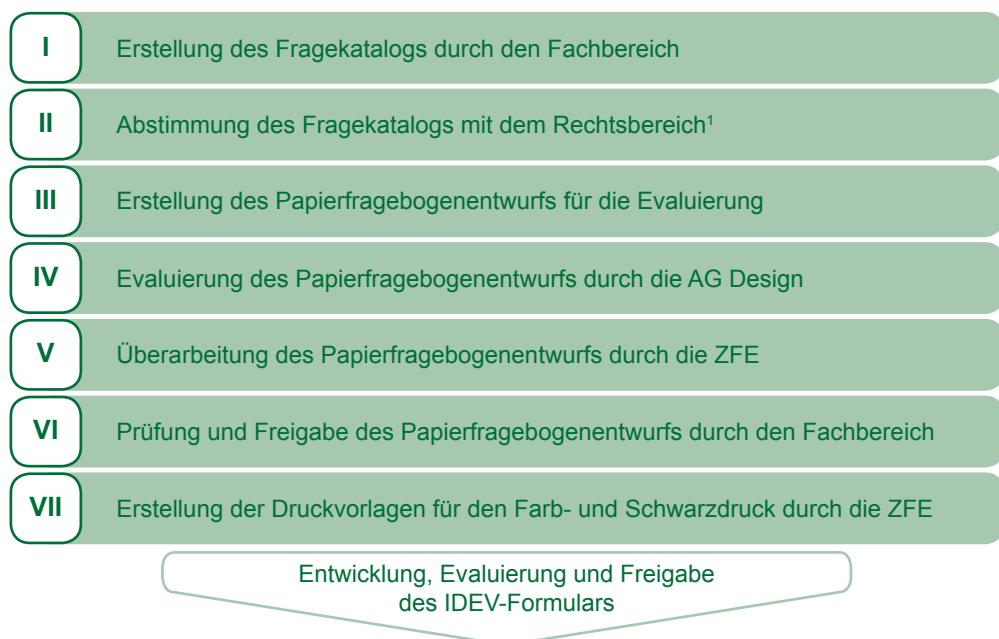 I Erstellung des Fragekatalogs durch den Fachbereich
II Abstimmung des Fragekatalogs mit dem Rechtsbereich¹
III Erstellung des Papierfragebogenentwurfs für die Evaluierung
IV Evaluierung des Papierfragebogenentwurfs durch die AG Design
V Überarbeitung des Papierfragebogenentwurfs durch die ZFE
VI Prüfung und Freigabe des Papierfragebogenentwurfs durch den Fachbereich
VII Erstellung der Druckvorlagen für den Farb- und Schwarzdruck durch die ZFE
Entwicklung, Evaluierung und Freigabe
des IDEV-Formulars